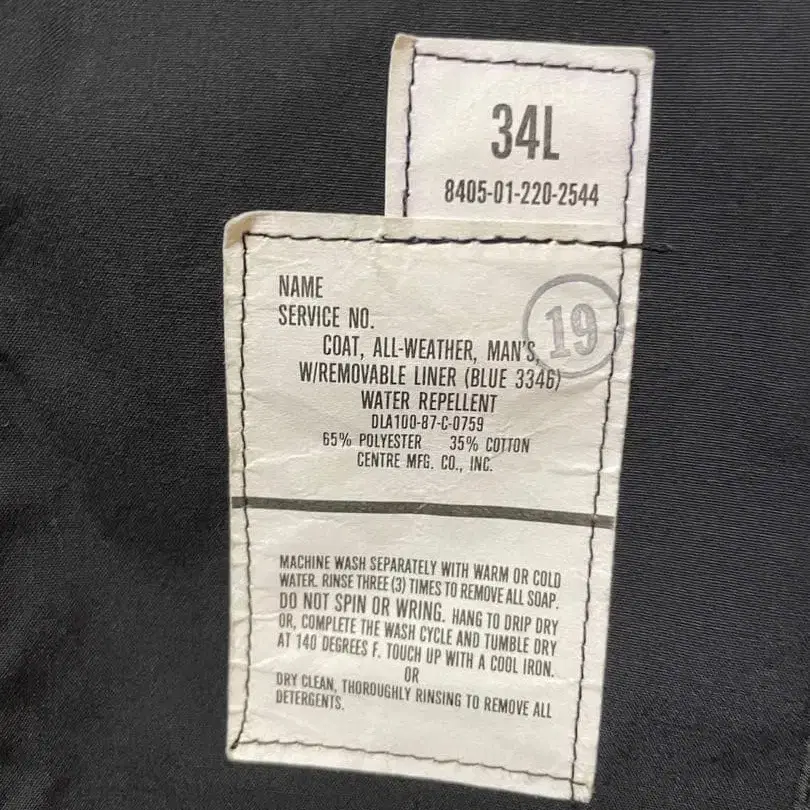 34L
8405-01-220-2544
NAME
SERVICE NO.
19
COAT, ALL-WEATHER, MAN'S,
W/REMOVABLE LINER (BLUE 3346)
WATER REPELLENT
DLA100-87-C-0759
65% POLYESTER 35% COTTON
CENTRE MFG. CO., INC.
MACHINE WASH SEPARATELY WITH WARM OR COLD
WATER. RINSE THREE (3) TIMES TO REMOVE ALL SOAP.
DO NOT SPIN OR WRING. HANG TO DRIP DRY
OR, COMPLETE THE WASH CYCLE AND TUMBLE DRY
AT 140 DEGREES F. TOUCH UP WITH A COOL IRON.
OR
DRY CLEAN, THOROUGHLY RINSING TO REMOVE ALL
DETERGENTS.